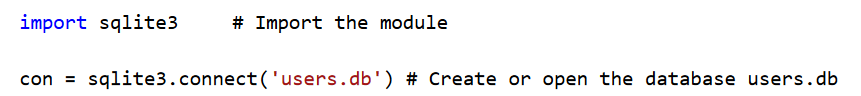 import sqlite3    # Import the module
con = sqlite3.connect('users.db') # Create or open the database users.db